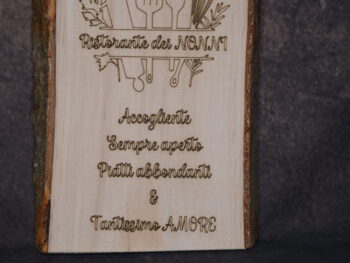 Ristorante dei NONNI
Accogliente
Sempre aperto
Piatti abbondanti
&
Tantissimo AMORE